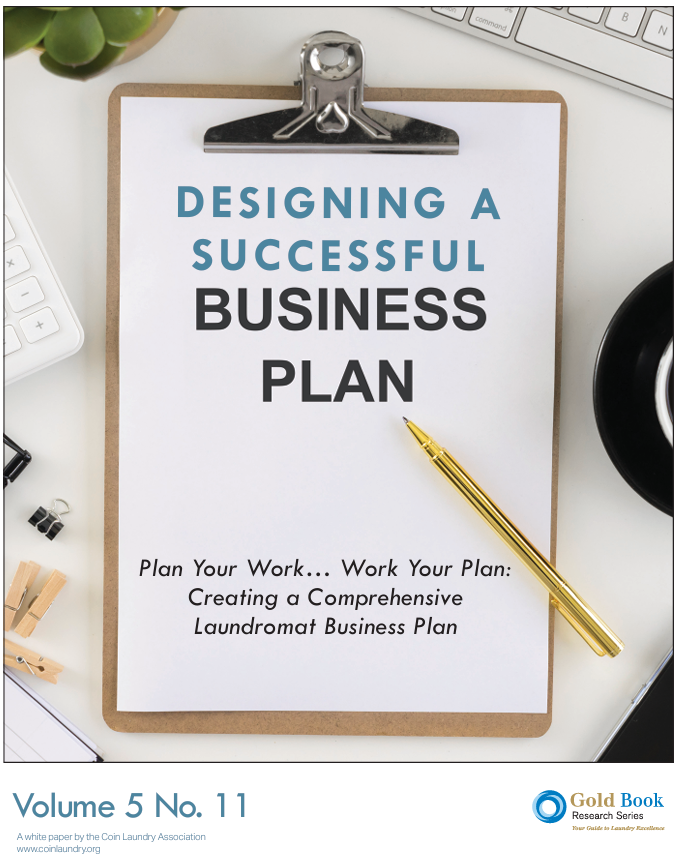 command
B
N
DESIGNING A
SUCCESSFUL
BUSINESS
PLAN
×
−
+
Plan Your Work... Work Your Plan:
Creating a Comprehensive
Laundromat Business Plan
Volume 5 No. 11
A white paper by the Coin Laundry Association
www.coinlaundry.org
Gold Book
Research Series
Your Guide to Laundry Excellence